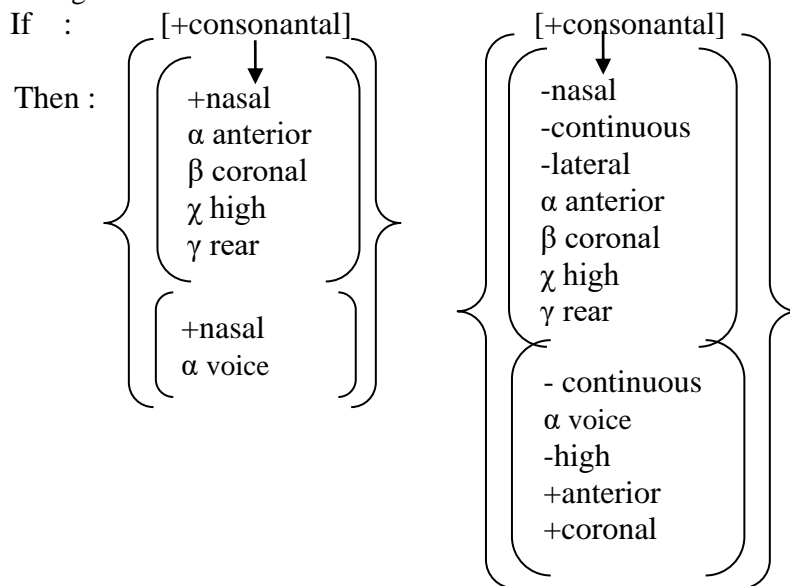 If : [+consonantal] [+consonantal]
Then :
+nasal
α anterior
β coronal
χ high
γ rear
+nasal
α voice
-nasal
-continuous
-lateral
α anterior
β coronal
χ high
γ rear
- continuous
α voice
-high
+anterior
+coronal